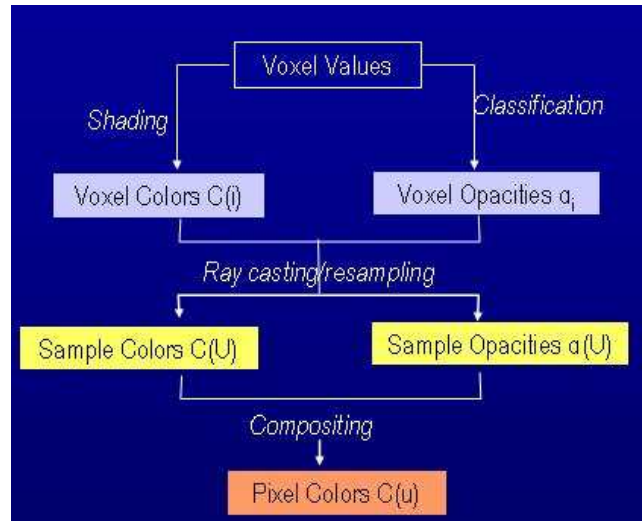 Voxel Values
Shading
Classification
Voxel Colors C(i)
Voxel Opacities αᵢ
Ray casting/resampling
Sample Colors C(U)
Sample Opacities α(U)
Compositing
Pixel Colors C(u)